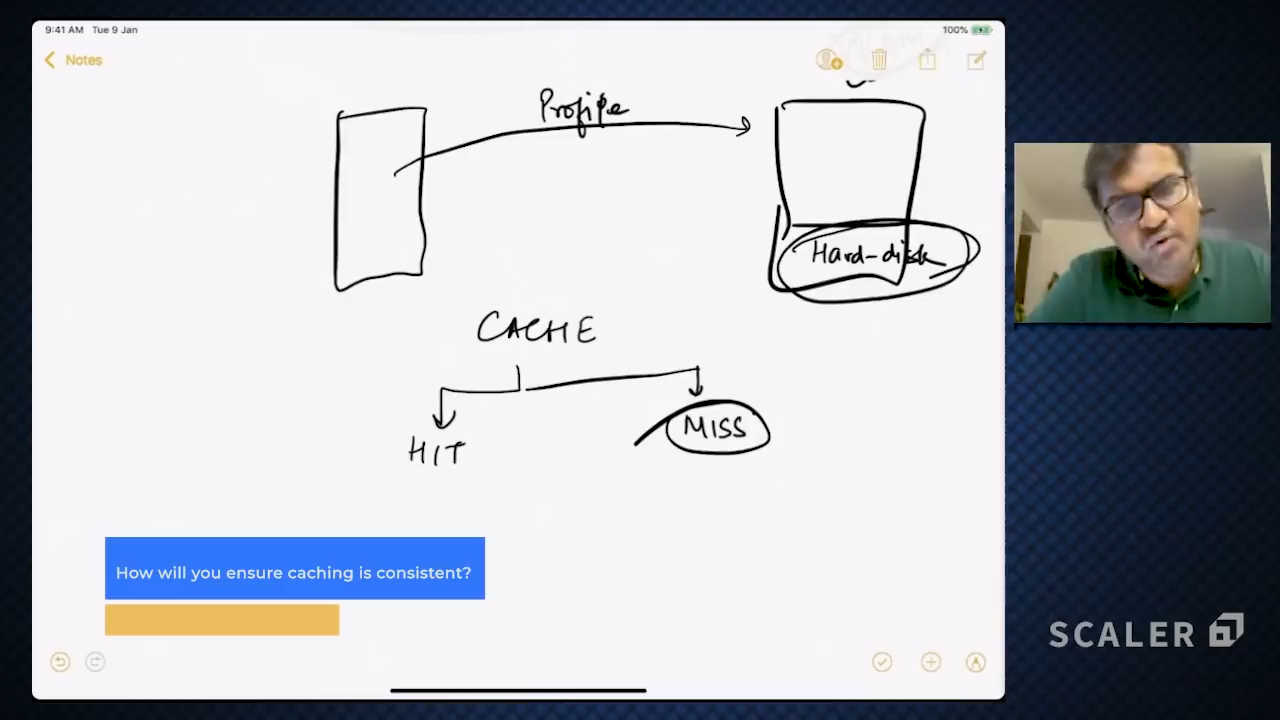 9:41 AM Tue 9 Jan
100%
Notes
Profile
Hard-disk
CACHE
HIT
MISS
How will you ensure caching is consistent?
SCALER